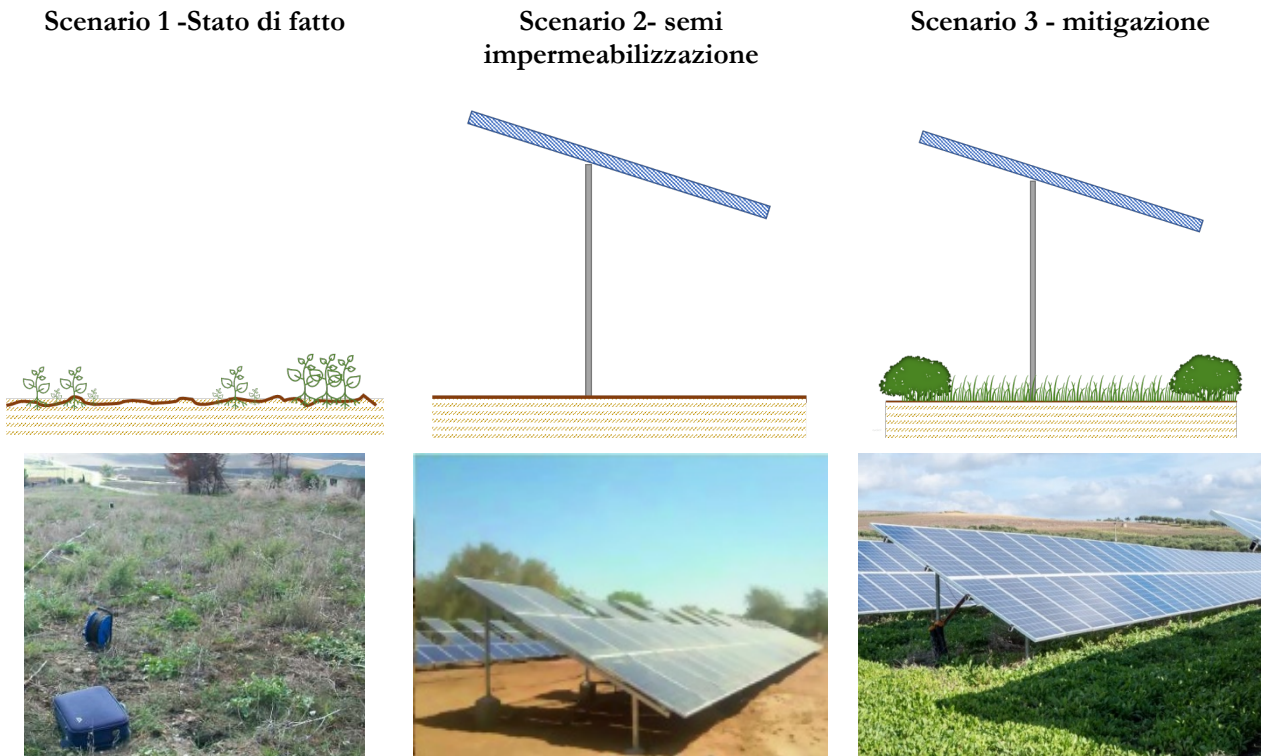 Scenario 1 -Stato di fatto
Scenario 2- semi
impermeabilizzazione
Scenario 3 - mitigazione